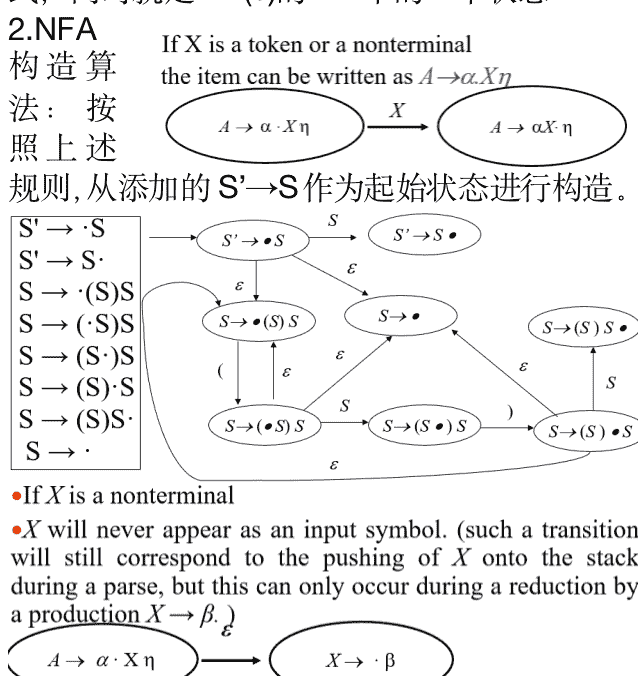 2.NFA
构造算
法：按
照上述
If X is a token or a nonterminal
the item can be written as A→α.Xη
A → α · X η
X
A → αX· η
规则,从添加的 S’→S作为起始状态进行构造。
S' → ·S
S' → S·
S → ·(S)S
S → (·S)S
S → (S·)S
S → (S)·S
S → (S)S·
S → ·
S’→ • S
S
S’→ S •
ε
ε
S→ • (S) S
S→ •
S→ (S ) S •
(
ε
ε
ε
S
S→ ( • S) S
S
S→ (S • ) S
)
S→ (S ) • S
ε
•If X is a nonterminal
•X will never appear as an input symbol. (such a transition
will still correspond to the pushing of X onto the stack
during a parse, but this can only occur during a reduction by
a production X → β. )
ε
A → α · X η
X → · β